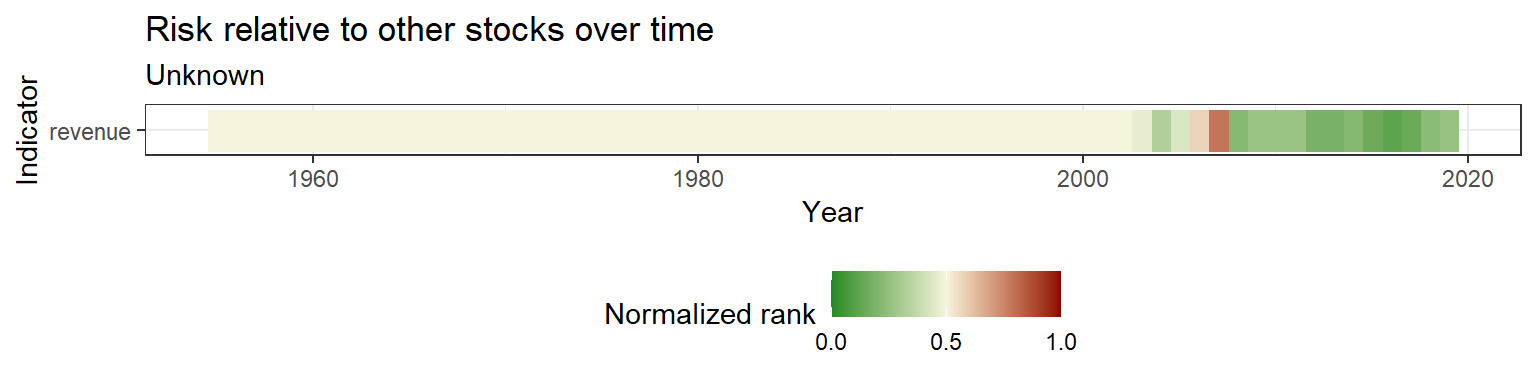 Risk relative to other stocks over time
Unknown
Indicator
revenue
1960 1980 2000 2020
Year
Normalized rank
0.0 0.5 1.0